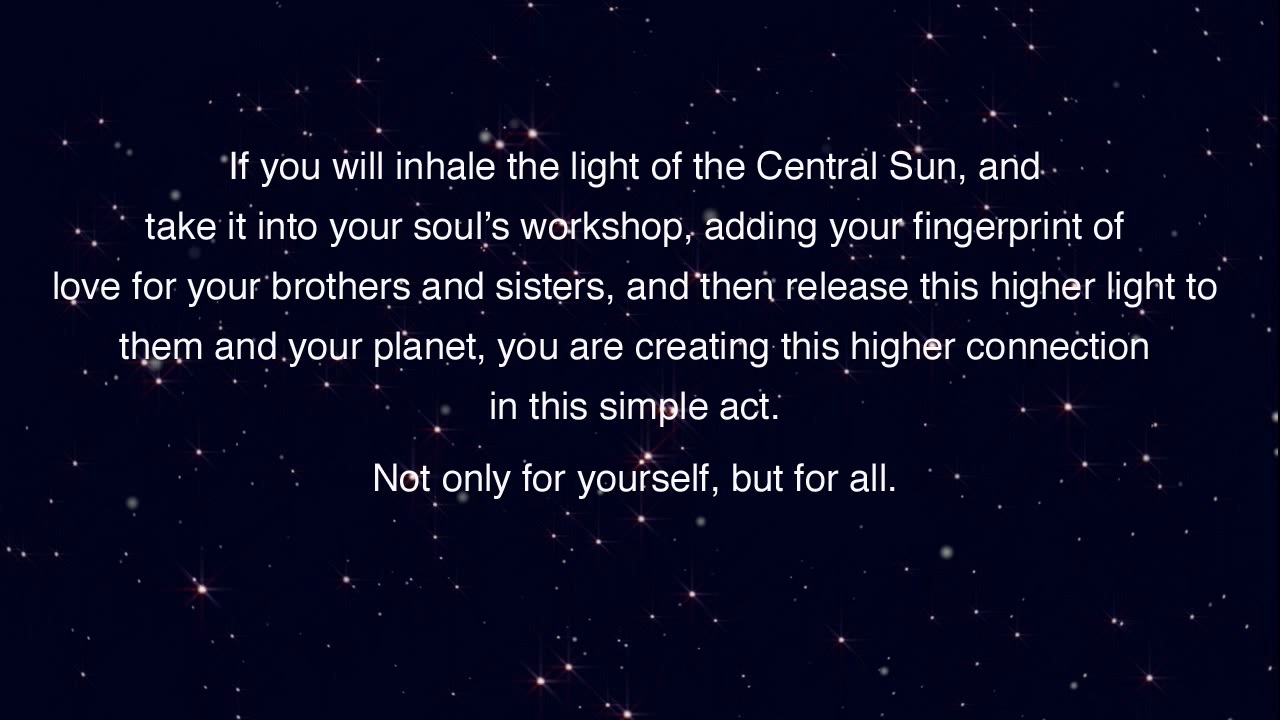 If you will inhale the light of the Central Sun, and
take it into your soul’s workshop, adding your fingerprint of
love for your brothers and sisters, and then release this higher light to
them and your planet, you are creating this higher connection
in this simple act.
Not only for yourself, but for all.